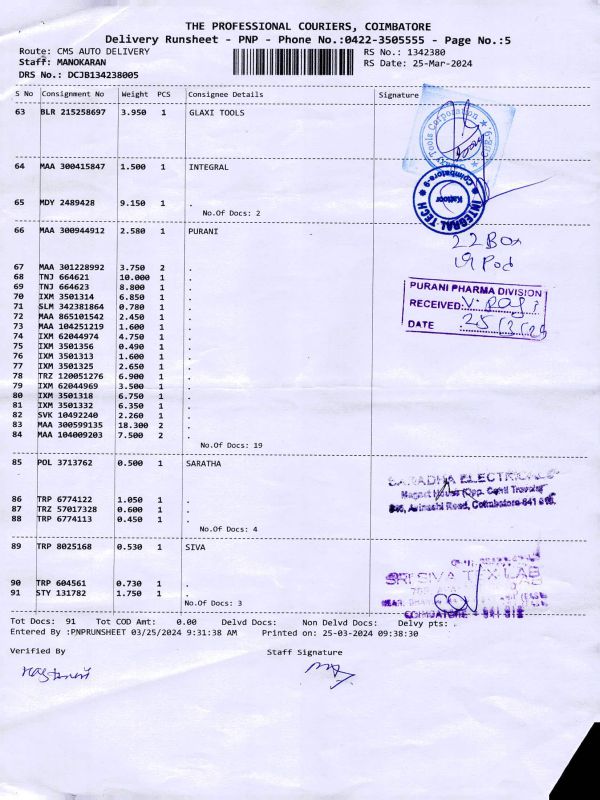 THE PROFESSIONAL COURIERS, COIMBATORE
Delivery Runsheet - PNP - Phone No.:0422-3505555 - Page No.:5
Route: CMS AUTO DELIVERY RS No.: 1342380
Staff: MANOKARAN RS Date: 25-Mar-2024
DRS No.: DCJB134238005
S No Consignment No Weight PCS Consignee Details Signature
63 BLR 215258697 3.950 1 GLAXI TOOLS
64 MAA 300415847 1.500 1 INTEGRAL
INTEGRAL TECH
Kattoor
Coimbatore-9
65 MDY 2489428 9.150 1 .
No.Of Docs: 2
66 MAA 300944912 2.580 1 PURANI
22 Box
67 MAA 301228992 3.750 2 .
68 TNJ 664621 10.000 1 .
69 TNJ 664623 8.800 1 .
70 IXM 3501314 6.850 1 .
71 SLM 342381864 0.780 1 .
72 MAA 865101542 2.450 1 .
73 MAA 104251219 1.600 1 .
74 IXM 62044974 4.750 1 .
75 IXM 3501356 0.490 1 .
76 IXM 3501313 1.600 1 .
77 IXM 3501325 2.650 1 .
78 TRZ 120051276 6.900 1 .
79 IXM 62044969 3.500 1 .
80 IXM 3501318 6.750 1 .
81 IXM 3501332 6.350 1 .
82 SVK 10492240 2.260 1 .
83 MAA 300599135 18.300 2 .
84 MAA 104009203 7.500 2 .
No.Of Docs: 19
PURANI PHARMA DIVISION
RECEIVED:
DATE 25/3/24
85 POL 3713762 0.500 1 SARATHA
SARADHA ELECTRICALS
86 TRP 6774122 1.050 1 .
87 TRZ 57017328 0.600 1 .
88 TRP 6774113 0.450 1 .
No.Of Docs: 4
89 TRP 8025168 0.530 1 SIVA
SRI SIVA TEX LAB
90 TRP 604561 0.730 1 .
91 STY 131782 1.750 1 .
No.Of Docs: 3
Tot Docs: 91 Tot COD Amt: 0.00 Delvd Docs: Non Delvd Docs: Delvy pts: .
Entered By :PNPRUNSHEET 03/25/2024 9:31:38 AM Printed on: 25-03-2024 09:38:30
Verified By Staff Signature